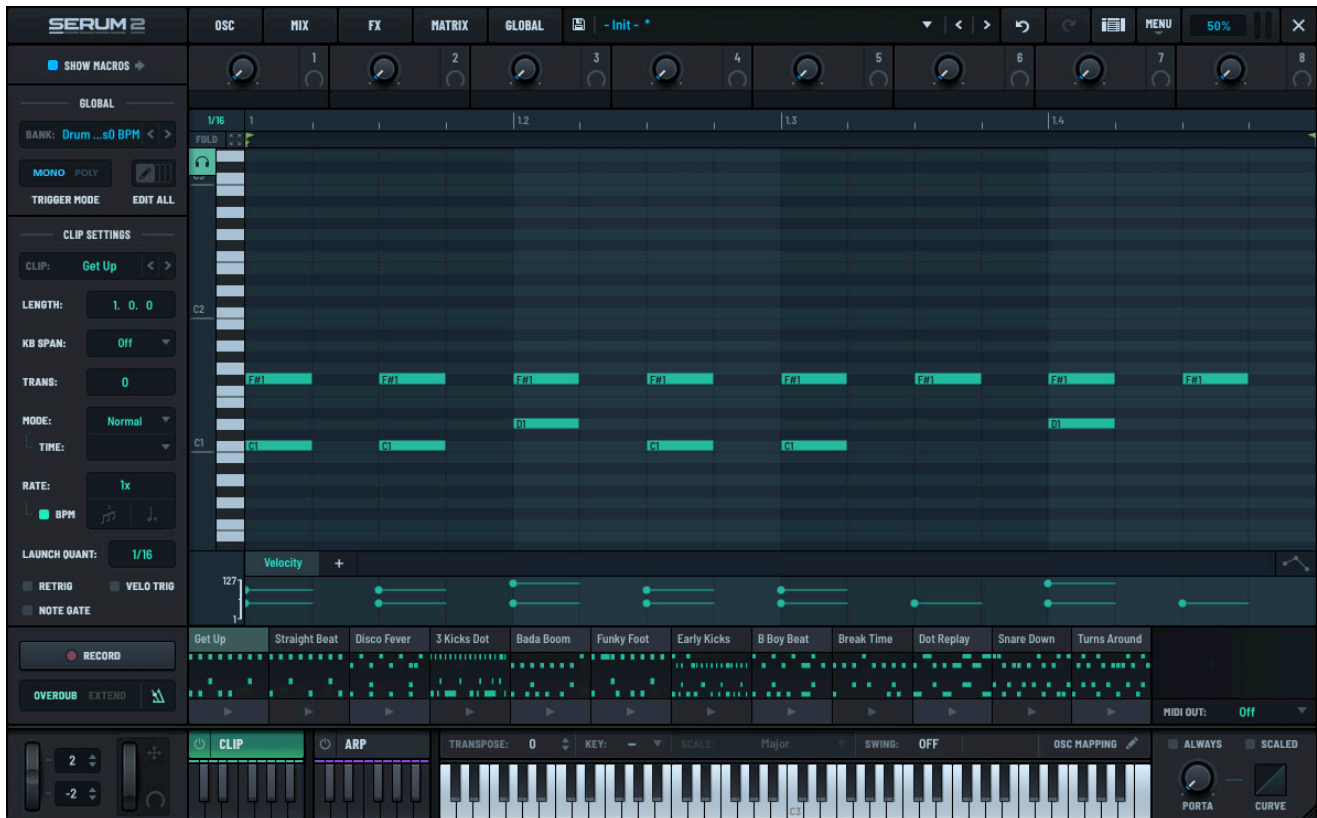 SERUM 2 OSC MIX FX MATRIX GLOBAL - Init - * MENU 50%
SHOW MACROS 1 2 3 4 5 6 7 8
GLOBAL
BANK: Drum ...s0 BPM
MONO POLY
TRIGGER MODE EDIT ALL
CLIP SETTINGS
CLIP: Get Up
LENGTH: 1. 0. 0
KB SPAN: Off
TRANS: 0
MODE: Normal
TIME:
RATE: 1x
BPM
LAUNCH QUANT: 1/16
RETRIG VELO TRIG
NOTE GATE
RECORD
OVERDUB EXTEND
1/16 1 1.2 1.3 1.4
FOLD
C2
F#1 F#1 F#1 F#1 F#1 F#1 F#1 F#1
D1 D1
C1 C1 C1 C1 C1
Velocity +
127
1
Get Up Straight Beat Disco Fever 3 Kicks Dot Bada Boom Funky Foot Early Kicks B Boy Beat Break Time Dot Replay Snare Down Turns Around
MIDI OUT: Off
2
-2
CLIP ARP TRANSPOSE: 0 KEY: – SCALE: Major SWING: OFF OSC MAPPING ALWAYS SCALED
C3
PORTA CURVE